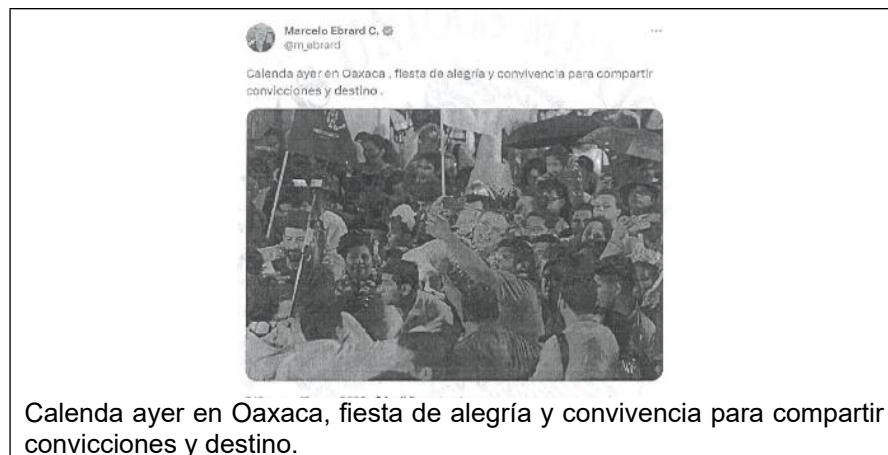 Marcelo Ebrard C.
@m_ebrard
Calenda ayer en Oaxaca , fiesta de alegría y convivencia para compartir
convicciones y destino .
Calenda ayer en Oaxaca, fiesta de alegría y convivencia para compartir
convicciones y destino.